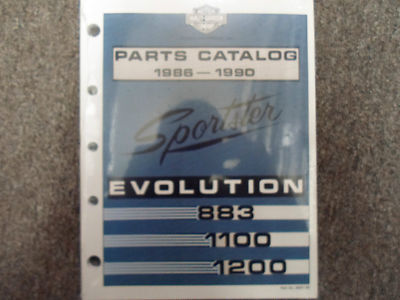 PARTS CATALOG
1986—1990
Sportster
EVOLUTION
883
1100
1200